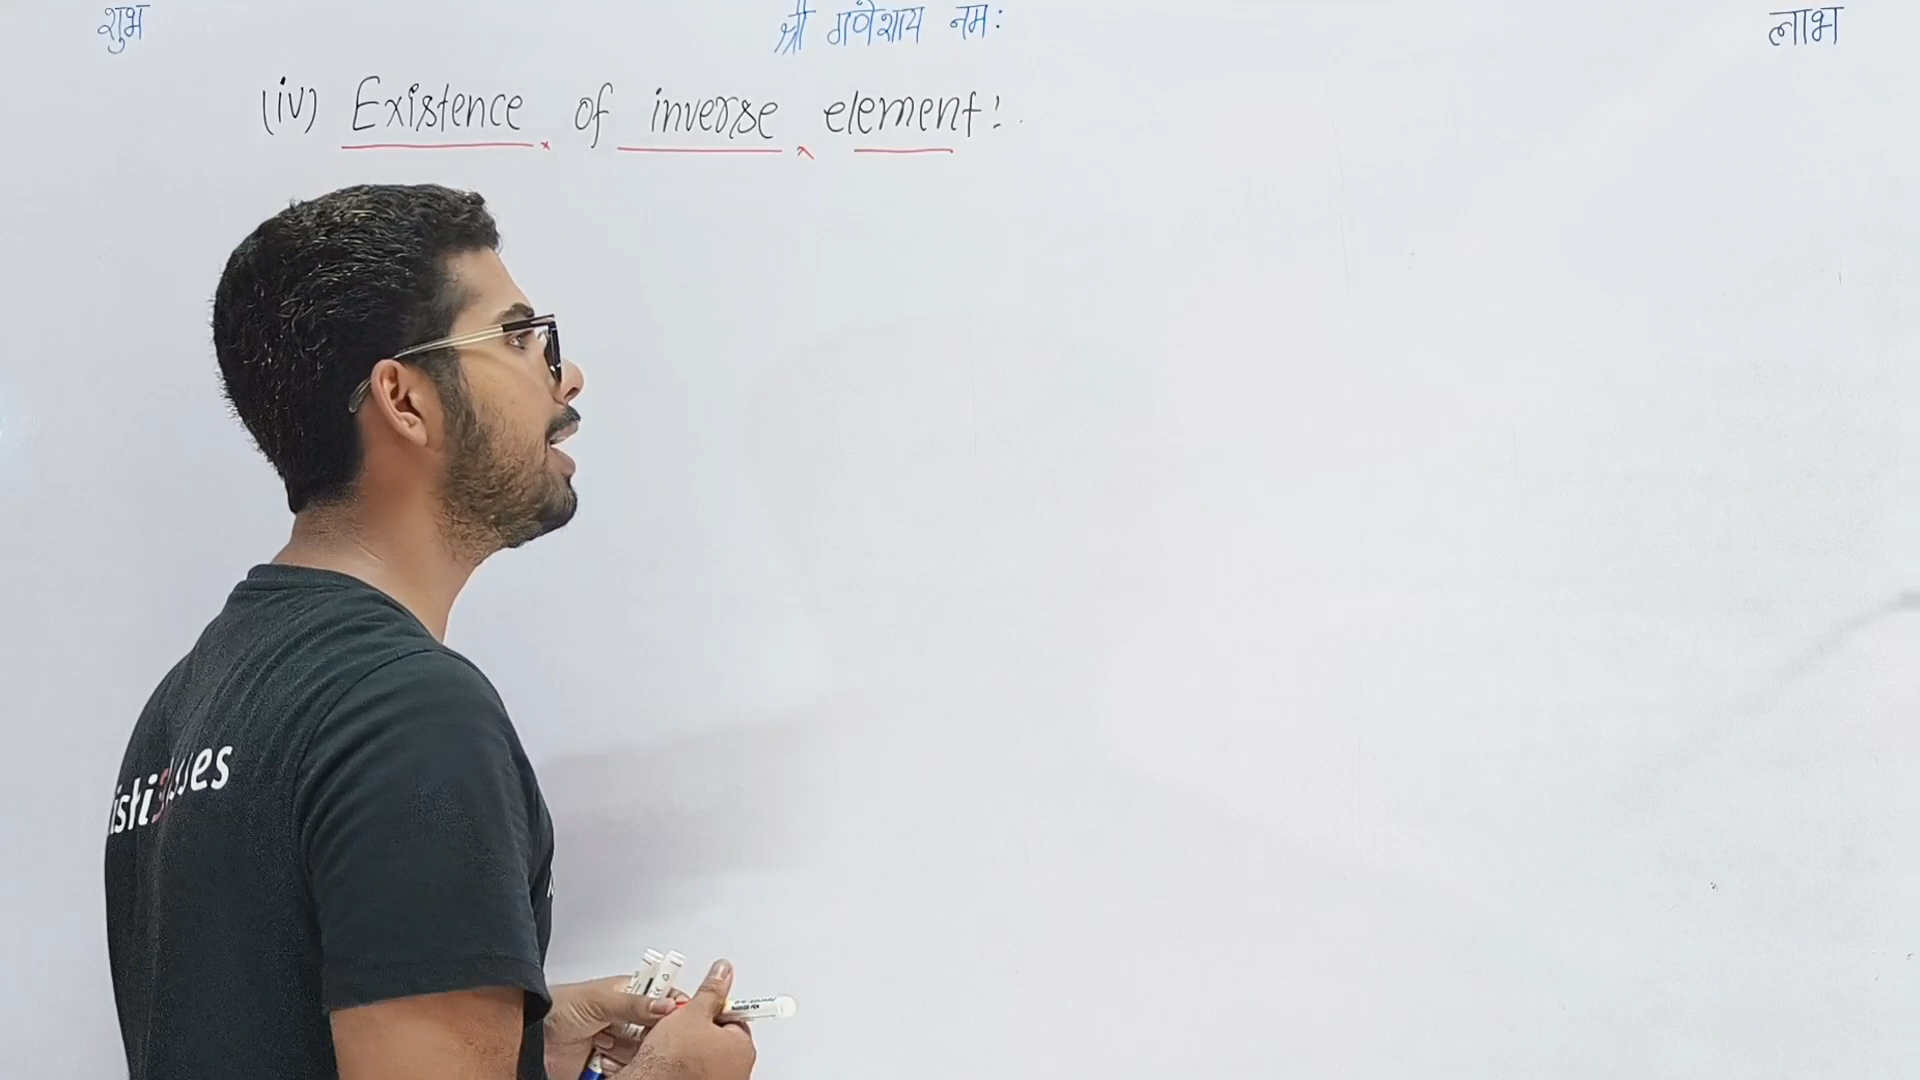 शुभ श्री गणेशाय नम: लाभ
(iv) Existence of inverse element: